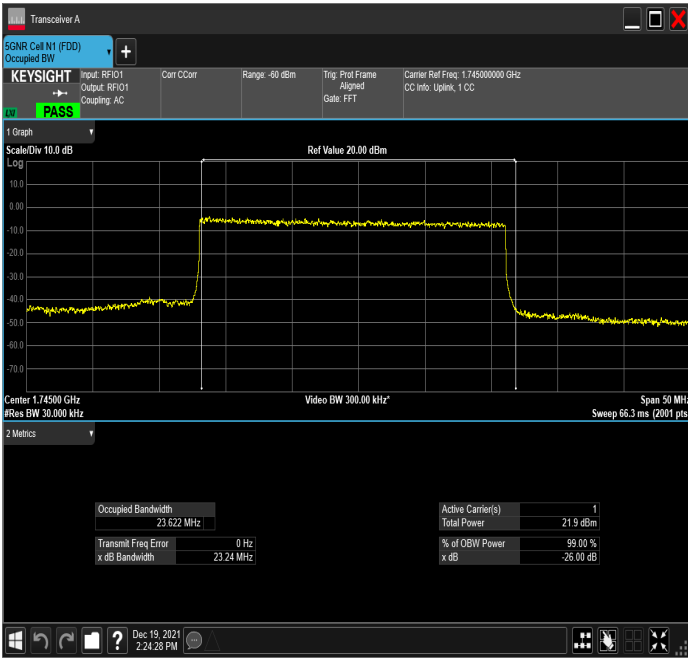 Transceiver A
5GNR Cell N1 (FDD)
Occupied BW
+
KEYSIGHT
Input: RFIO1
Output: RFIO1
Coupling: AC
Corr CCorr
Range: -60 dBm
Trig: Prot Frame
Aligned
Gate: FFT
Carrier Ref Freq: 1.745000000 GHz
CC Info: Uplink, 1 CC
LXI
PASS
1 Graph
Scale/Div 10.0 dB
Ref Value 20.00 dBm
Log
10.0
0.00
-10.0
-20.0
-30.0
-40.0
-50.0
-60.0
-70.0
Center 1.74500 GHz
Video BW 300.00 kHz*
Span 50 MHz
#Res BW 30.000 kHz
Sweep 66.3 ms (2001 pts
2 Metrics
Occupied Bandwidth
23.622 MHz
Active Carrier(s) 1
Total Power 21.9 dBm
Transmit Freq Error 0 Hz
x dB Bandwidth 23.24 MHz
% of OBW Power 99.00 %
x dB -26.00 dB
?
Dec 19, 2021
2:24:28 PM